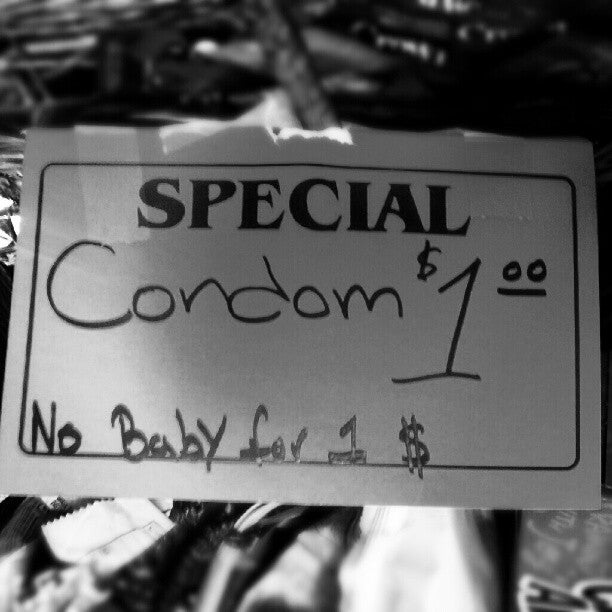 SPECIAL
Condom $1.00
No Baby for 1 $